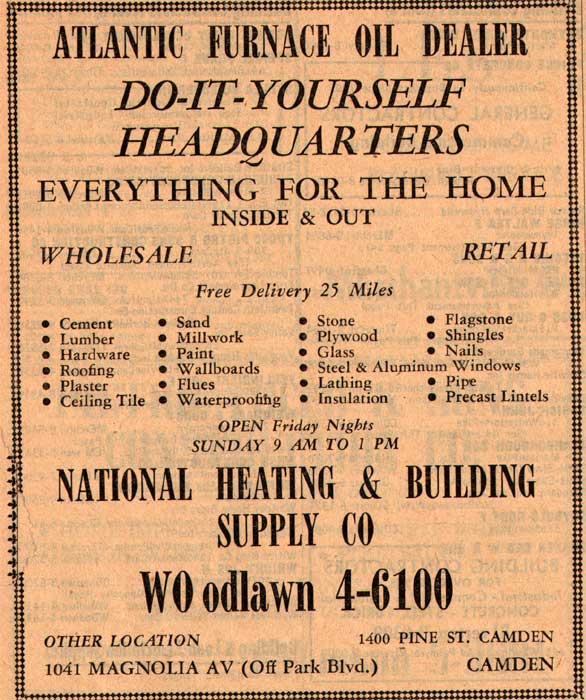 ATLANTIC FURNACE OIL DEALER
DO-IT-YOURSELF
HEADQUARTERS
EVERYTHING FOR THE HOME
INSIDE & OUT
WHOLESALE RETAIL
Free Delivery 25 Miles
• Cement • Sand • Stone • Flagstone
• Lumber • Millwork • Plywood • Shingles
• Hardware • Paint • Glass • Nails
• Roofing • Wallboards • Steel & Aluminum Windows
• Plaster • Flues • Lathing • Pipe
• Ceiling Tile • Waterproofing • Insulation • Precast Lintels
OPEN Friday Nights
SUNDAY 9 AM TO 1 PM
NATIONAL HEATING & BUILDING
SUPPLY CO
WO odlawn 4-6100
OTHER LOCATION 1400 PINE ST. CAMDEN
1041 MAGNOLIA AV (Off Park Blvd.) CAMDEN